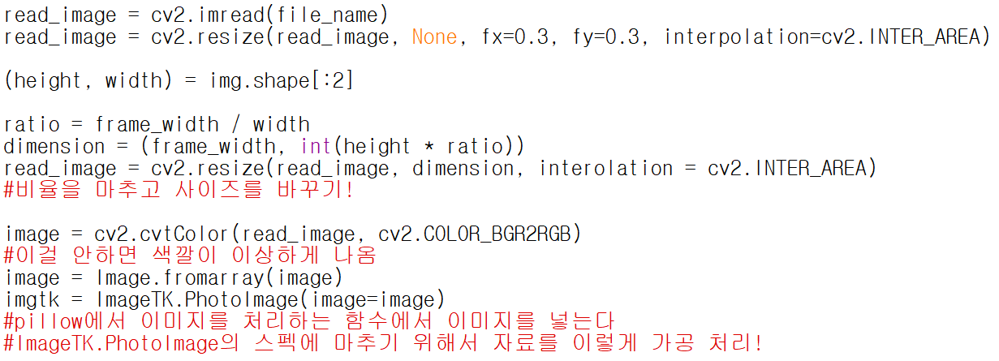 read_image = cv2.imread(file_name)
read_image = cv2.resize(read_image, None, fx=0.3, fy=0.3, interpolation=cv2.INTER_AREA)
(height, width) = img.shape[:2]
ratio = frame_width / width
dimension = (frame_width, int(height * ratio))
read_image = cv2.resize(read_image, dimension, interolation = cv2.INTER_AREA)
#비율을 마추고 사이즈를 바꾸기!
image = cv2.cvtColor(read_image, cv2.COLOR_BGR2RGB)
#이걸 안하면 색깔이 이상하게 나옴
image = Image.fromarray(image)
imgtk = ImageTK.PhotoImage(image=image)
#pillow에서 이미지를 처리하는 함수에서 이미지를 넣는다
#ImageTK.PhotoImage의 스펙에 마추기 위해서 자료를 이렇게 가공 처리!